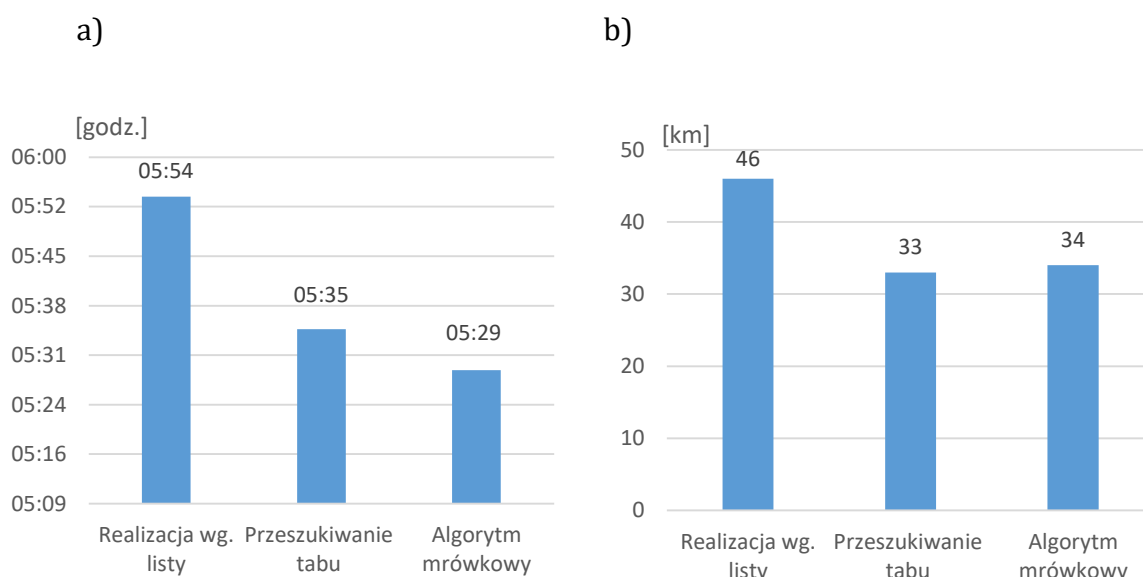 a)
[godz.]
06:00
05:52
05:45
05:38
05:31
05:24
05:16
05:09
05:54
05:35
05:29
Realizacja wg.
listy
Przeszukiwanie
tabu
Algorytm
mrówkowy
b)
[km]
50
40
30
20
10
0
46
33
34
Realizacja wg.
listy
Przeszukiwanie
tabu
Algorytm
mrówkowy